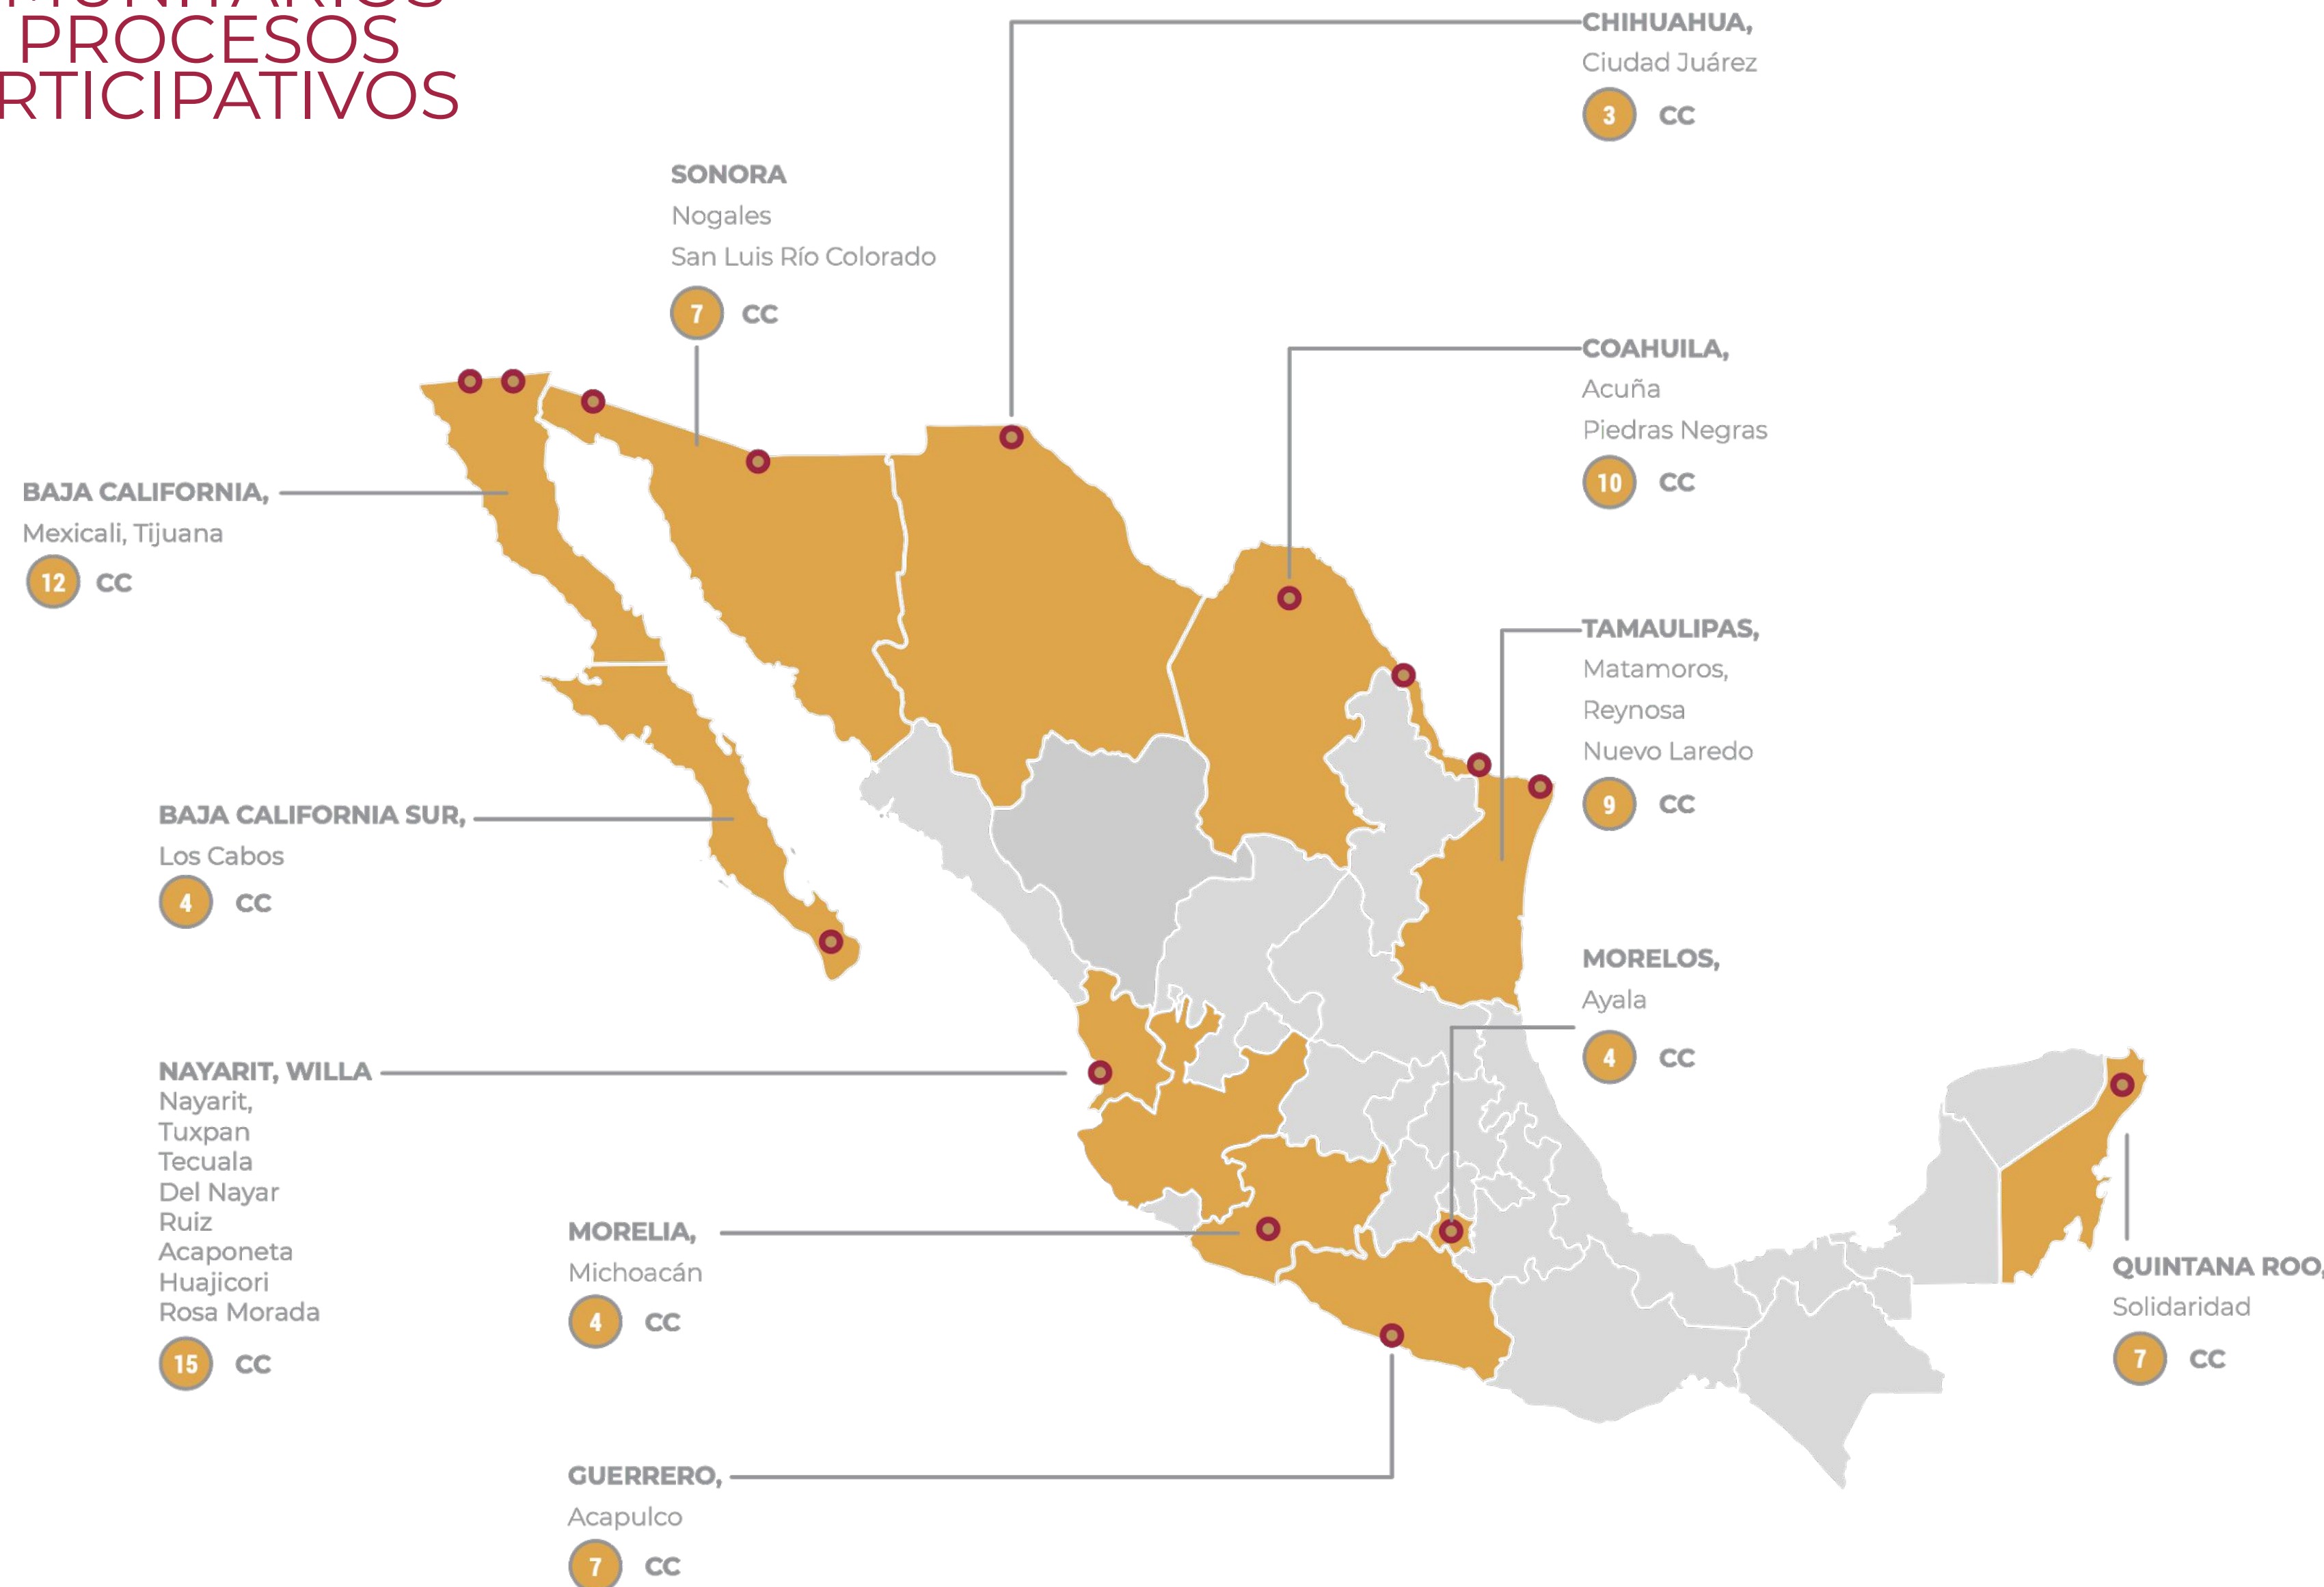 PROCESOS
RTICIPATIVOS
CHIHUAHUA,
Ciudad Juárez
3 CC
SONORA
Nogales
San Luis Río Colorado
7 CC
COAHUILA,
Acuña
Piedras Negras
10 CC
BAJA CALIFORNIA,
Mexicali, Tijuana
12 CC
TAMAULIPAS,
Matamoros,
Reynosa
Nuevo Laredo
9 CC
BAJA CALIFORNIA SUR,
Los Cabos
4 CC
MORELOS,
Ayala
4 CC
NAYARIT, WILLA
Nayarit,
Tuxpan
Tecuala
Del Nayar
Ruiz
Acaponeta
Huajicori
Rosa Morada
15 CC
MORELIA,
Michoacán
4 CC
QUINTANA ROO,
Solidaridad
7 CC
GUERRERO,
Acapulco
7 CC